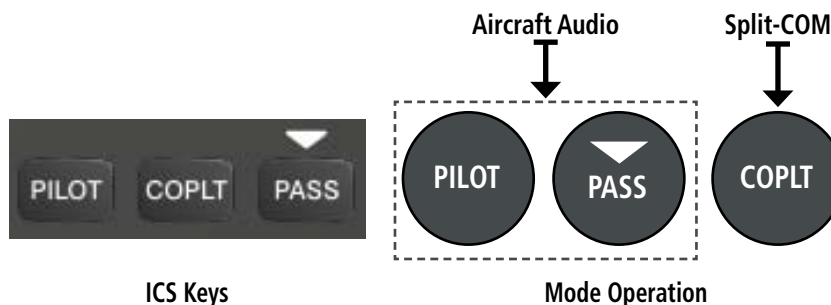 Aircraft Audio Split-COM
PILOT COPLT PASS
PILOT PASS COPLT
ICS Keys Mode Operation